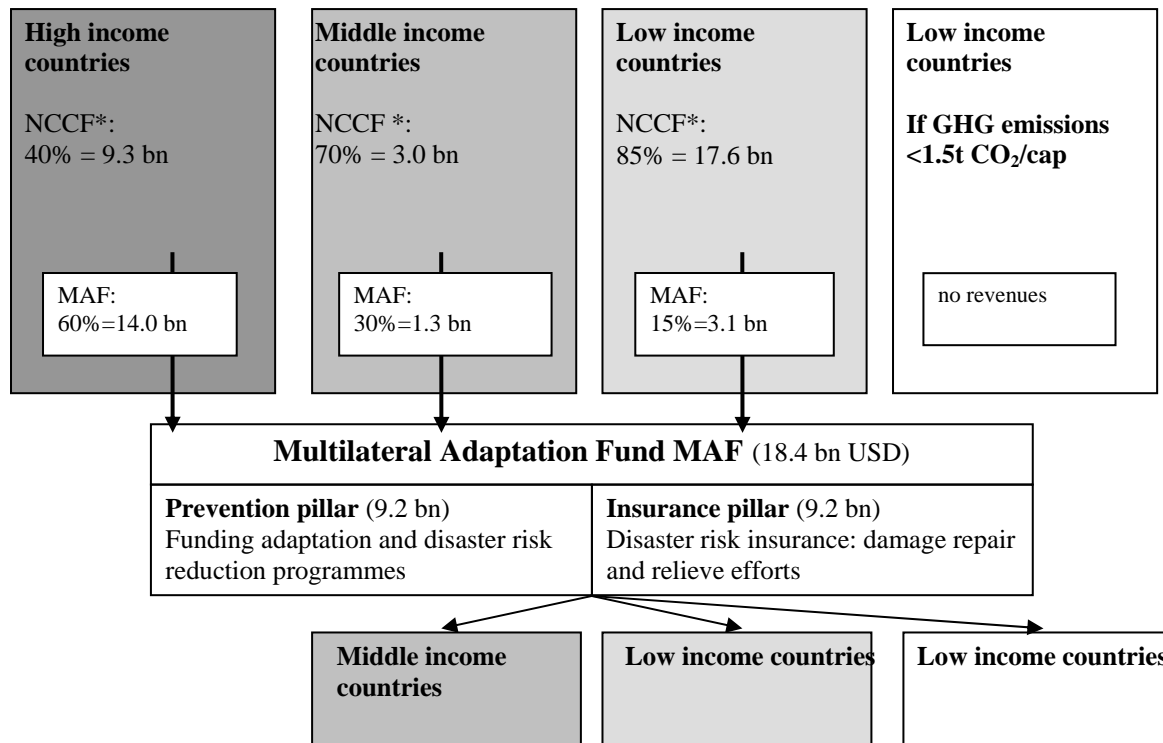 High income
countries
NCCF*:
40% = 9.3 bn
MAF:
60%=14.0 bn
Middle income
countries
NCCF *:
70% = 3.0 bn
MAF:
30%=1.3 bn
Low income
countries
NCCF*:
85% = 17.6 bn
MAF:
15%=3.1 bn
Low income
countries
If GHG emissions
<1.5t CO₂/cap
no revenues
Multilateral Adaptation Fund MAF (18.4 bn USD)
Prevention pillar (9.2 bn)
Funding adaptation and disaster risk
reduction programmes
Insurance pillar (9.2 bn)
Disaster risk insurance: damage repair
and relieve efforts
Middle income
countries
Low income countries
Low income countries